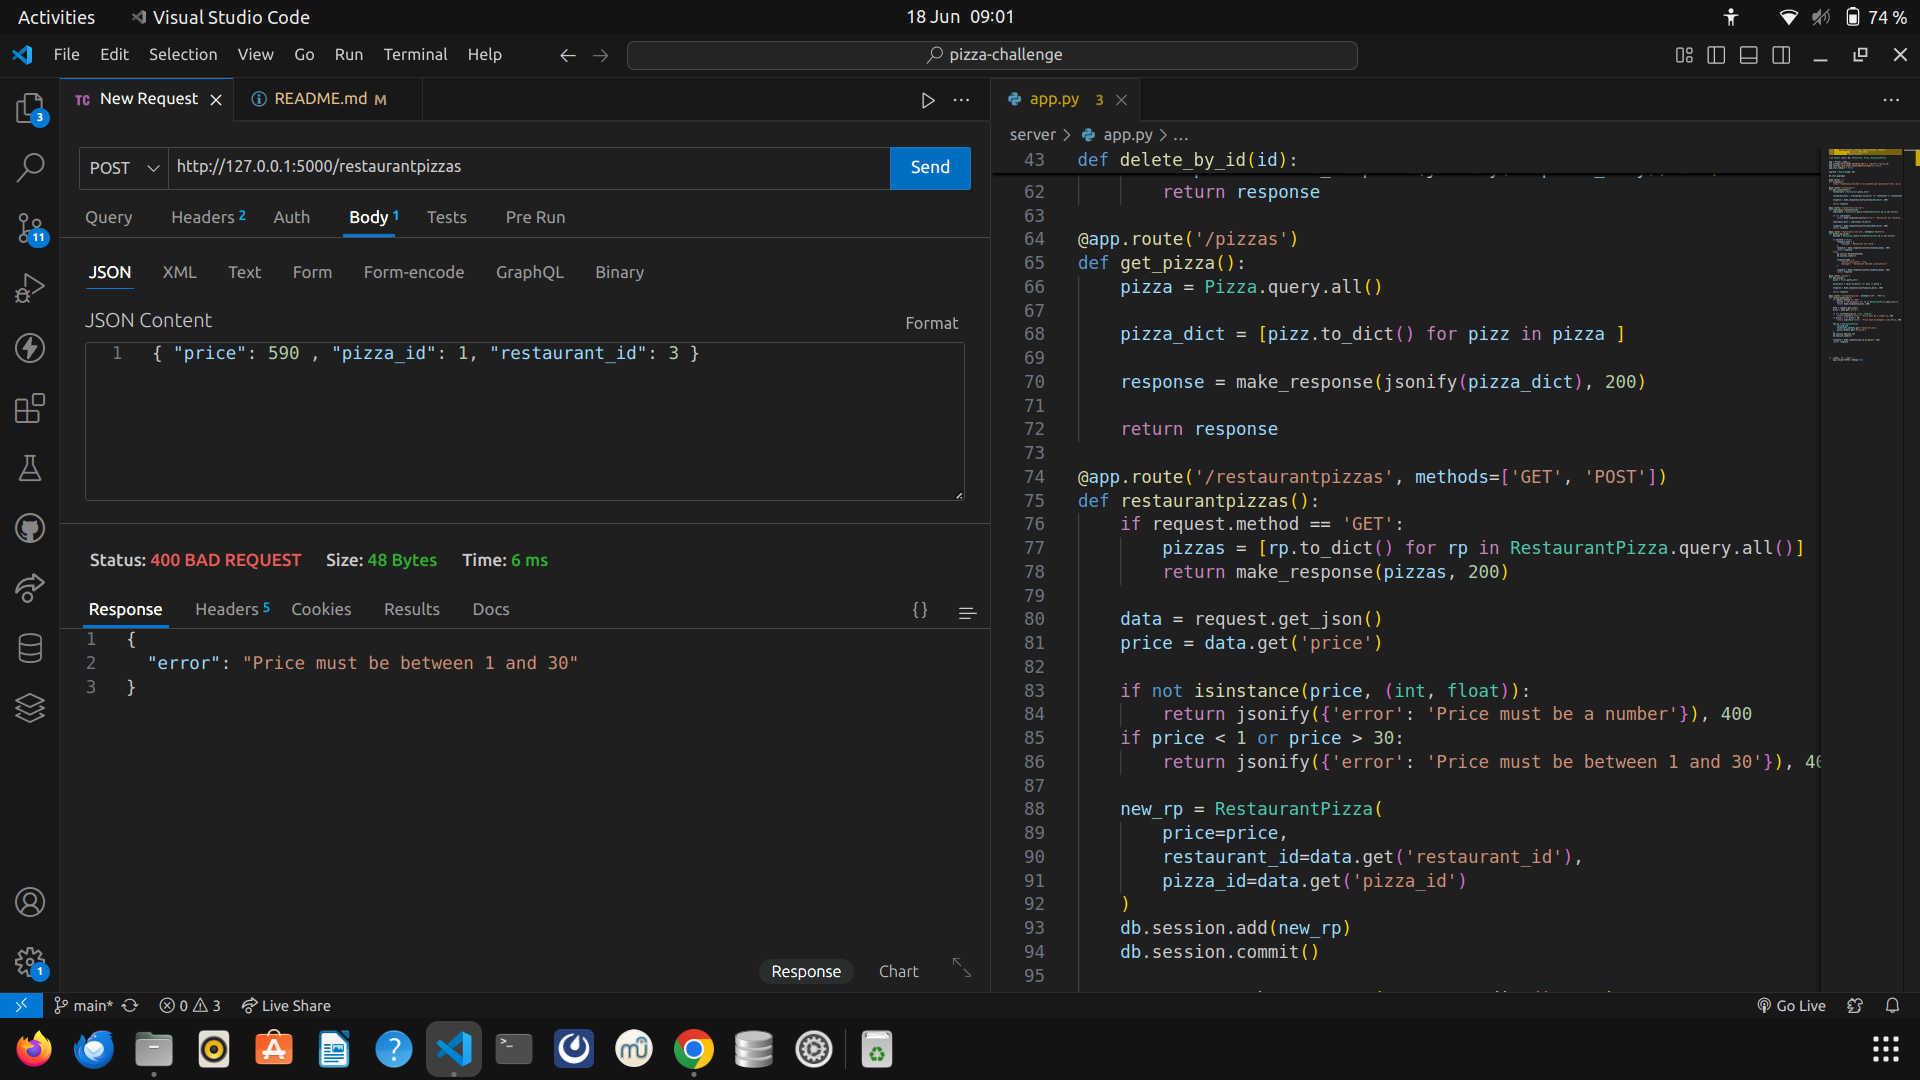 Activities
Visual Studio Code
18 Jun 09:01
74 %
File Edit Selection View Go Run Terminal Help
pizza-challenge
TC New Request
README.md M
app.py 3
server > app.py > ...
POST
http://127.0.0.1:5000/restaurantpizzas
Send
Query Headers 2 Auth Body 1 Tests Pre Run
JSON XML Text Form Form-encode GraphQL Binary
JSON Content
Format
1 { "price": 590 , "pizza_id": 1, "restaurant_id": 3 }
Status: 400 BAD REQUEST Size: 48 Bytes Time: 6 ms
Response Headers 5 Cookies Results Docs
{}
1 {
2 "error": "Price must be between 1 and 30"
3 }
Response Chart
43 def delete_by_id(id):
62 return response
63
64 @app.route('/pizzas')
65 def get_pizza():
66 pizza = Pizza.query.all()
67
68 pizza_dict = [pizz.to_dict() for pizz in pizza ]
69
70 response = make_response(jsonify(pizza_dict), 200)
71
72 return response
73
74 @app.route('/restaurantpizzas', methods=['GET', 'POST'])
75 def restaurantpizzas():
76 if request.method == 'GET':
77 pizzas = [rp.to_dict() for rp in RestaurantPizza.query.all()]
78 return make_response(pizzas, 200)
79
80 data = request.get_json()
81 price = data.get('price')
82
83 if not isinstance(price, (int, float)):
84 return jsonify({'error': 'Price must be a number'}), 400
85 if price < 1 or price > 30:
86 return jsonify({'error': 'Price must be between 1 and 30'}), 40
87
88 new_rp = RestaurantPizza(
89 price=price,
90 restaurant_id=data.get('restaurant_id'),
91 pizza_id=data.get('pizza_id')
92 )
93 db.session.add(new_rp)
94 db.session.commit()
95
3
11
1
main* 0 3 Live Share
Go Live